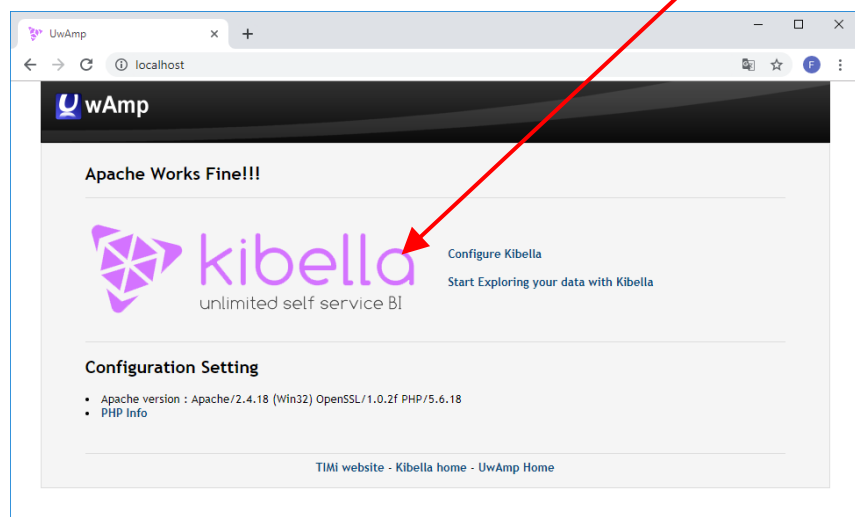 UwAmp
localhost
F
UwAmp
Apache Works Fine!!!
kibella
unlimited self service BI
Configure Kibella
Start Exploring your data with Kibella
Configuration Setting
Apache version : Apache/2.4.18 (Win32) OpenSSL/1.0.2f PHP/5.6.18
PHP Info
TIMi website - Kibella home - UwAmp Home